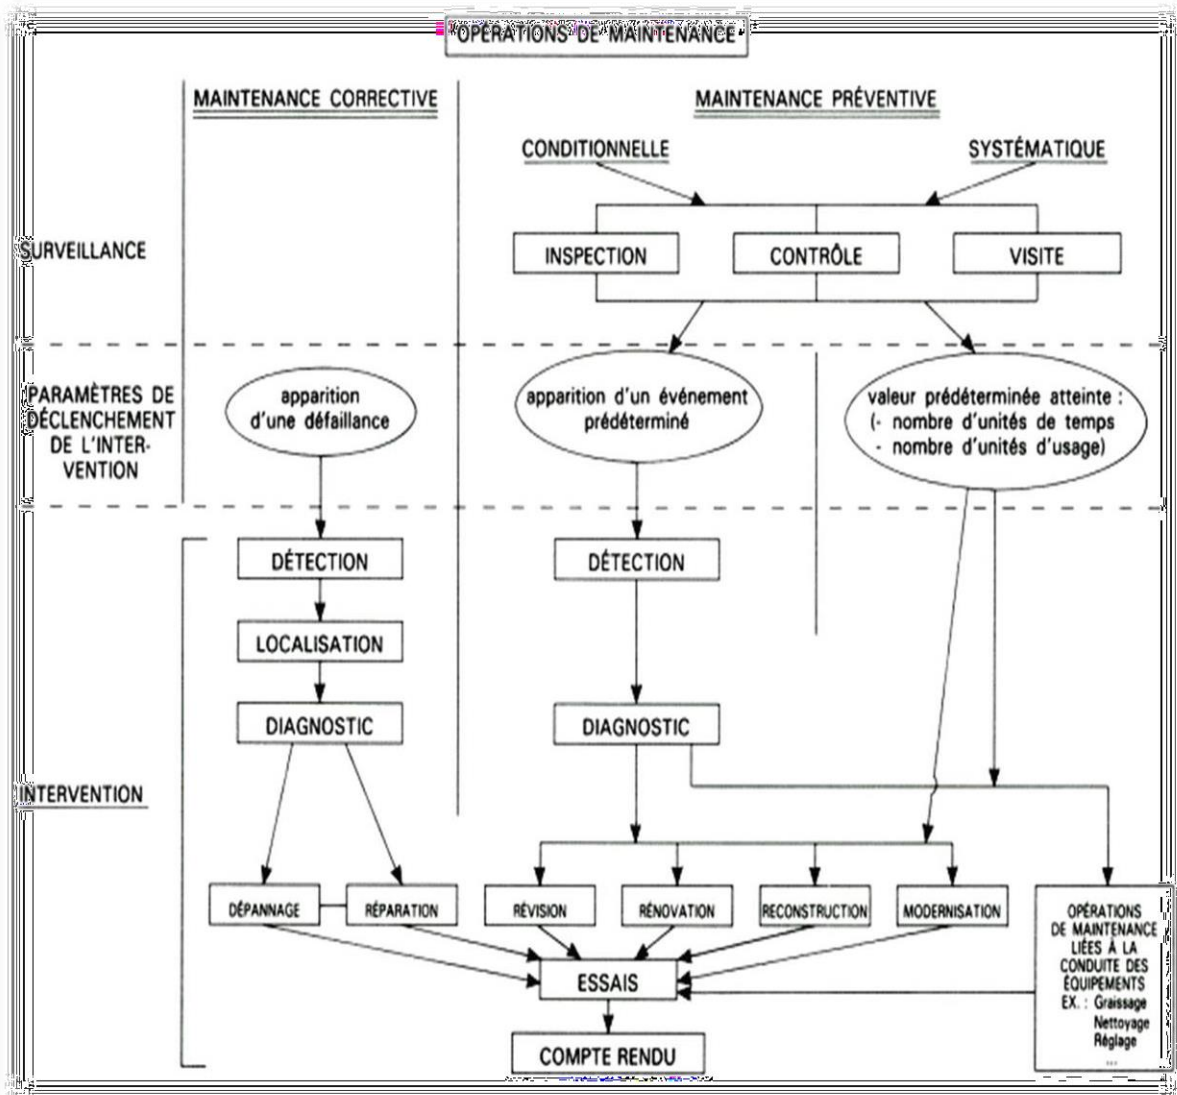 OPÉRATIONS DE MAINTENANCE
MAINTENANCE CORRECTIVE
MAINTENANCE PRÉVENTIVE
CONDITIONNELLE
SYSTÉMATIQUE
SURVEILLANCE
INSPECTION
CONTRÔLE
VISITE
PARAMÈTRES DE
DÉCLENCHEMENT
DE L'INTER-
VENTION
apparition
d'une défaillance
apparition d'un événement
prédéterminé
valeur prédéterminée atteinte :
(- nombre d'unités de temps
- nombre d'unités d'usage)
INTERVENTION
DÉTECTION
LOCALISATION
DIAGNOSTIC
DÉTECTION
DIAGNOSTIC
DÉPANNAGE
RÉPARATION
RÉVISION
RÉNOVATION
RECONSTRUCTION
MODERNISATION
OPÉRATIONS
DE MAINTENANCE
LIÉES À LA
CONDUITE DES
ÉQUIPEMENTS
EX. : Graissage
Nettoyage
Réglage
...
ESSAIS
COMPTE RENDU